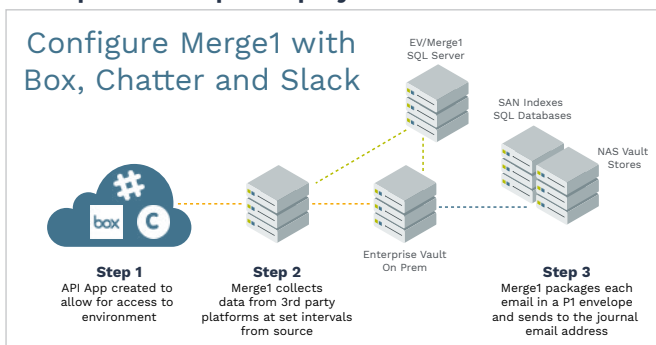 Configure Merge1 with
Box, Chatter and Slack
EV/Merge1
SQL Server
SAN Indexes
SQL Databases
NAS Vault
Stores
box
C
Enterprise Vault
On Prem
Step 1
API App created to
allow for access to
environment
Step 2
Merge1 collects
data from 3rd party
platforms at set intervals
from source
Step 3
Merge1 packages each
email in a P1 envelope
and sends to the journal
email address